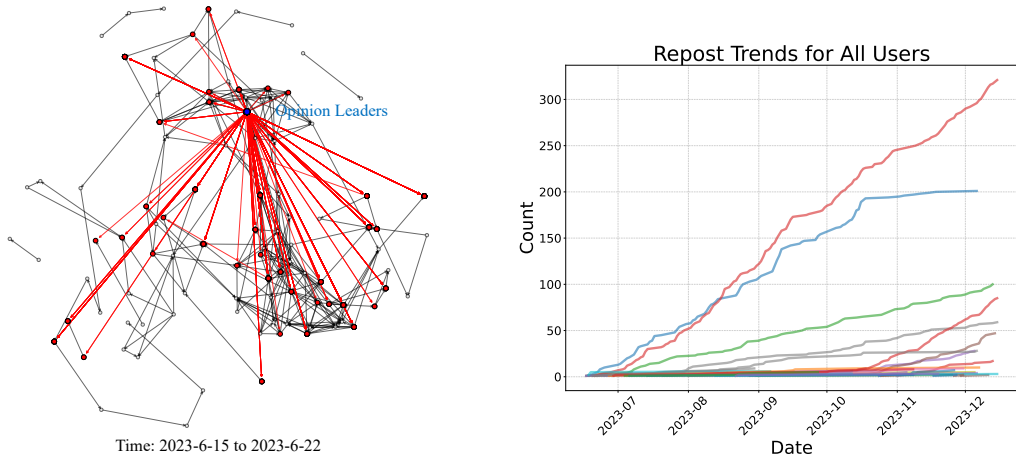 Opinion Leaders
Time: 2023-6-15 to 2023-6-22
Repost Trends for All Users
Count
300
250
200
150
100
50
0
2023-07
2023-08
2023-09
2023-10
2023-11
2023-12
Date